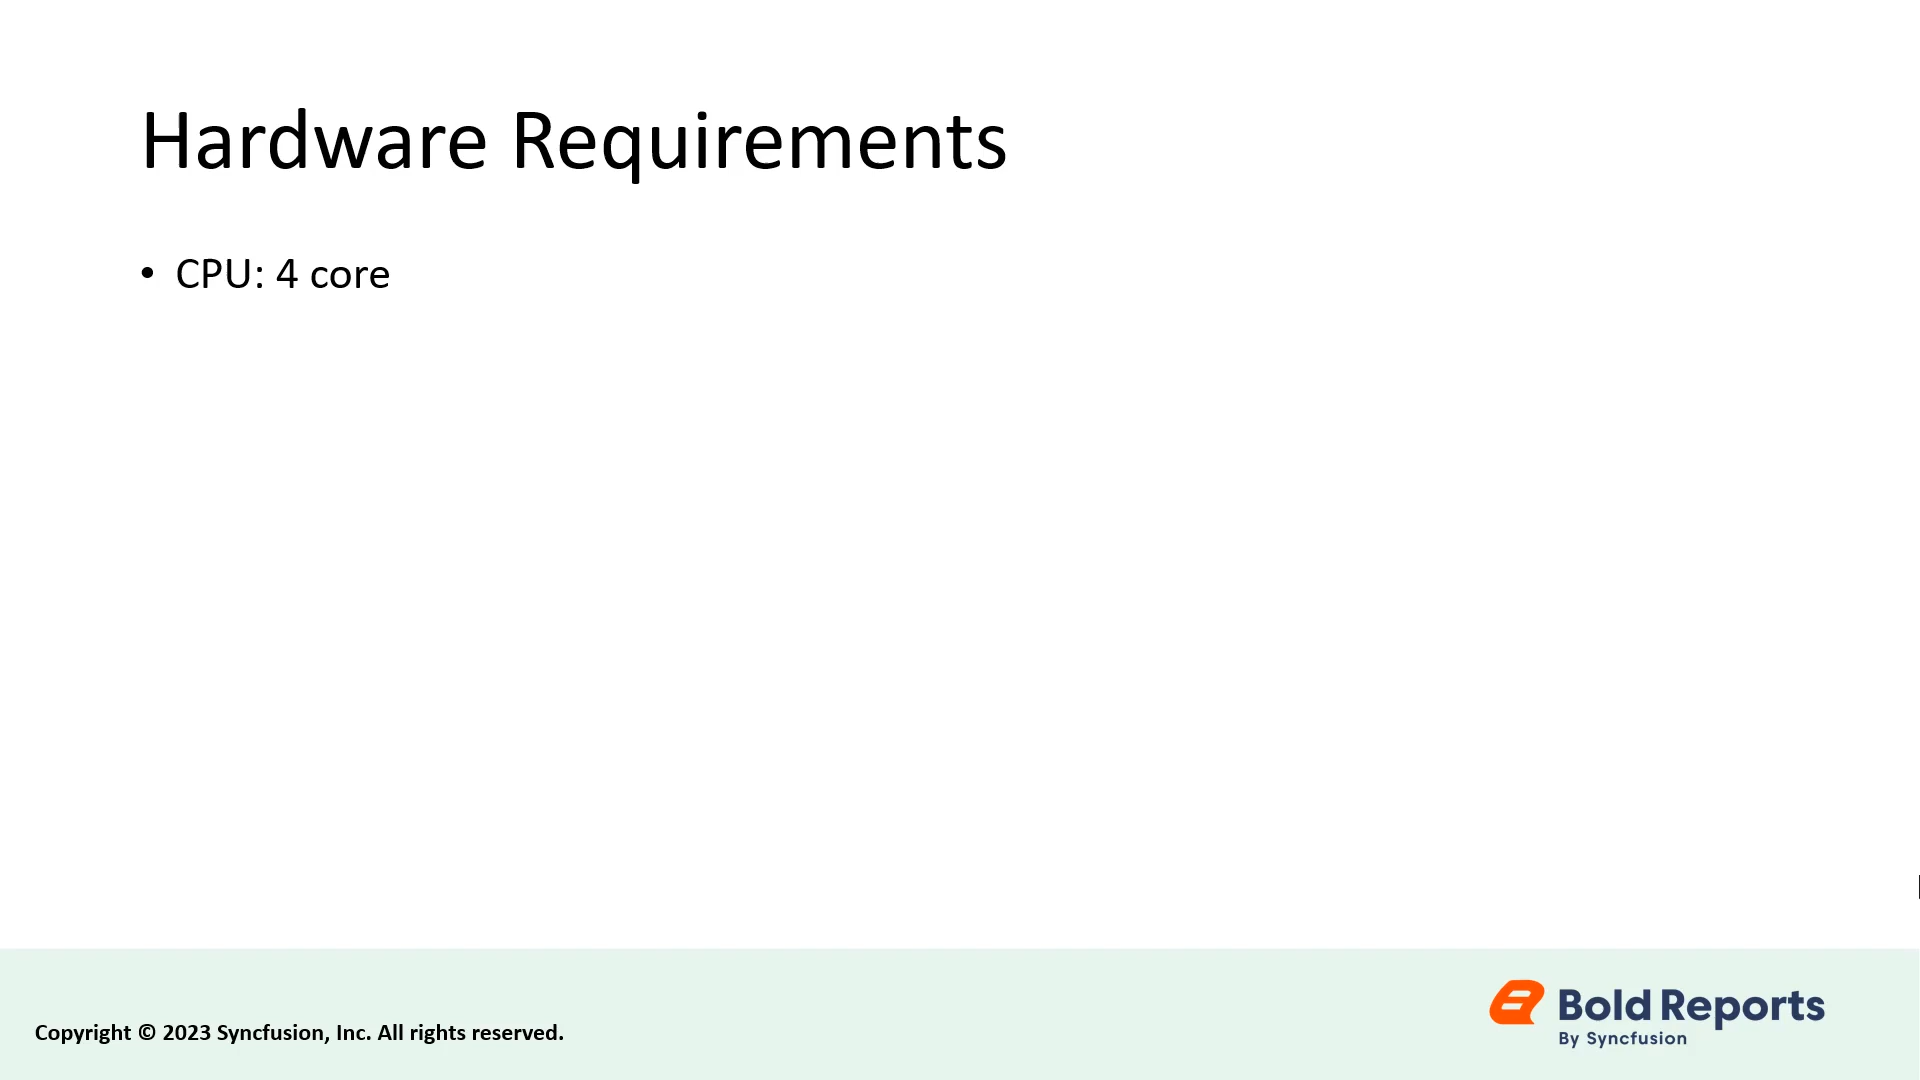 Hardware Requirements
• CPU: 4 core
Copyright © 2023 Syncfusion, Inc. All rights reserved.
Bold Reports
By Syncfusion